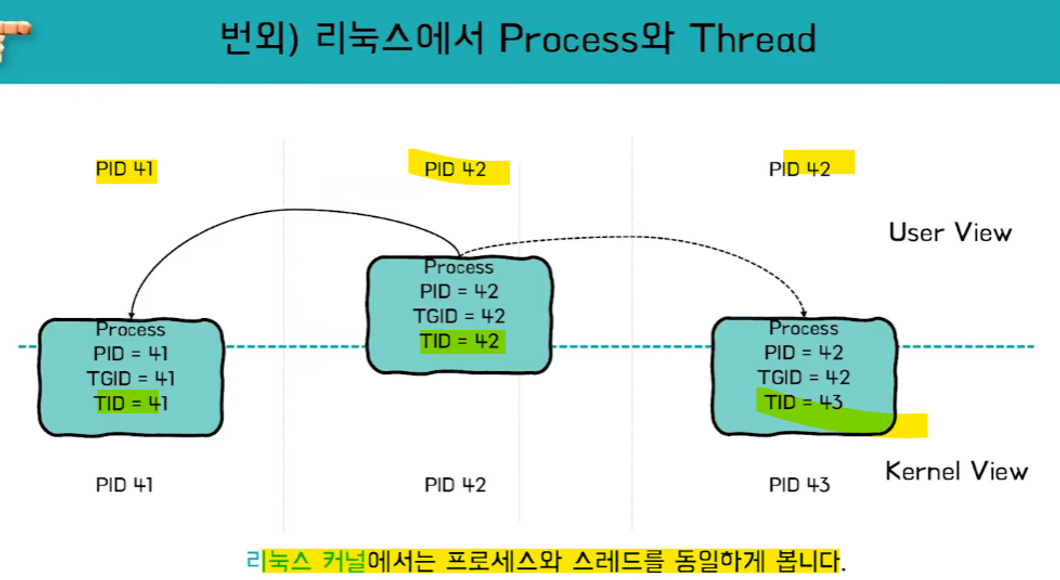 번외) 리눅스에서 Process와 Thread
PID 41
PID 42
PID 42
User View
Process
PID = 42
TGID = 42
TID = 42
Process
PID = 41
TGID = 41
TID = 41
Process
PID = 42
TGID = 42
TID = 43
Kernel View
PID 41
PID 42
PID 43
리눅스 커널에서는 프로세스와 스레드를 동일하게 봅니다.